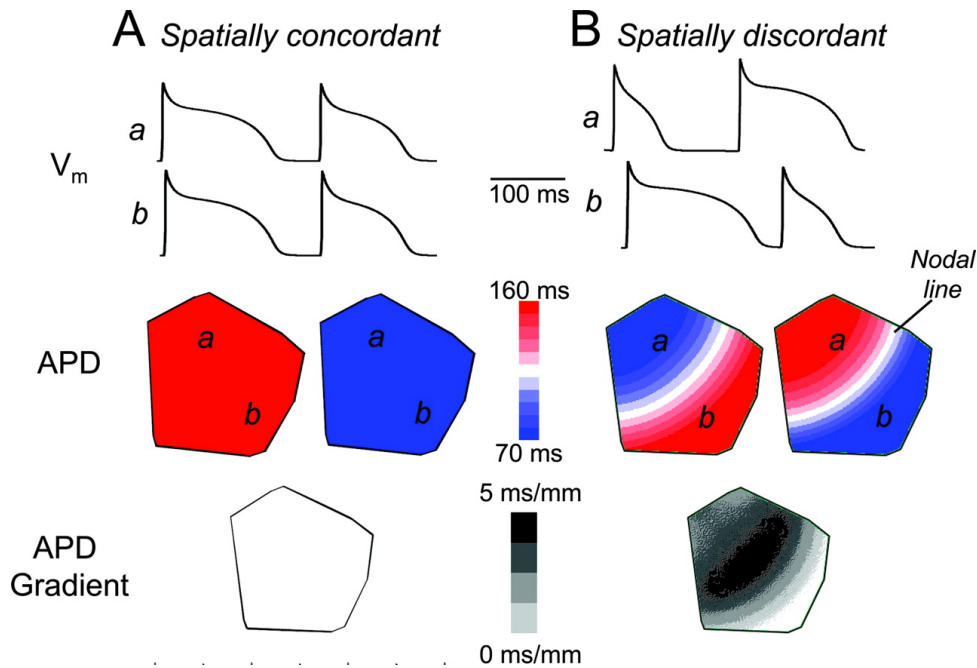 A Spatially concordant
B Spatially discordant
V_m
a
b
a
b
100 ms
Nodal
line
APD
a
b
a
b
160 ms
70 ms
a
b
a
b
APD
Gradient
5 ms/mm
0 ms/mm